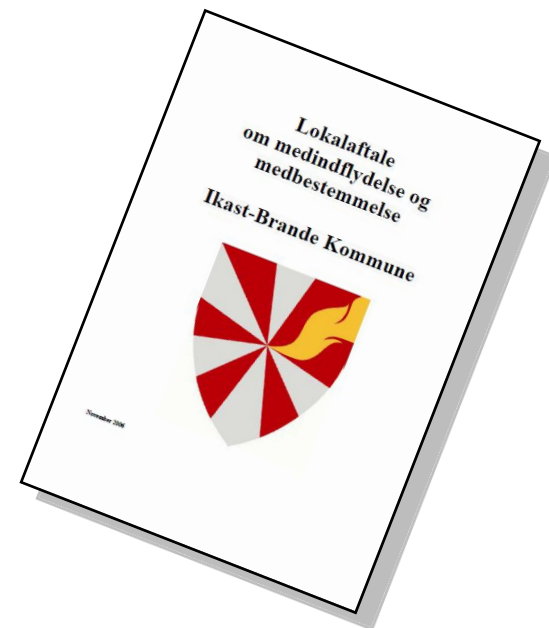 Lokalaftale
om medindflydelse og
medbestemmelse
Ikast-Brande Kommune
November 2006